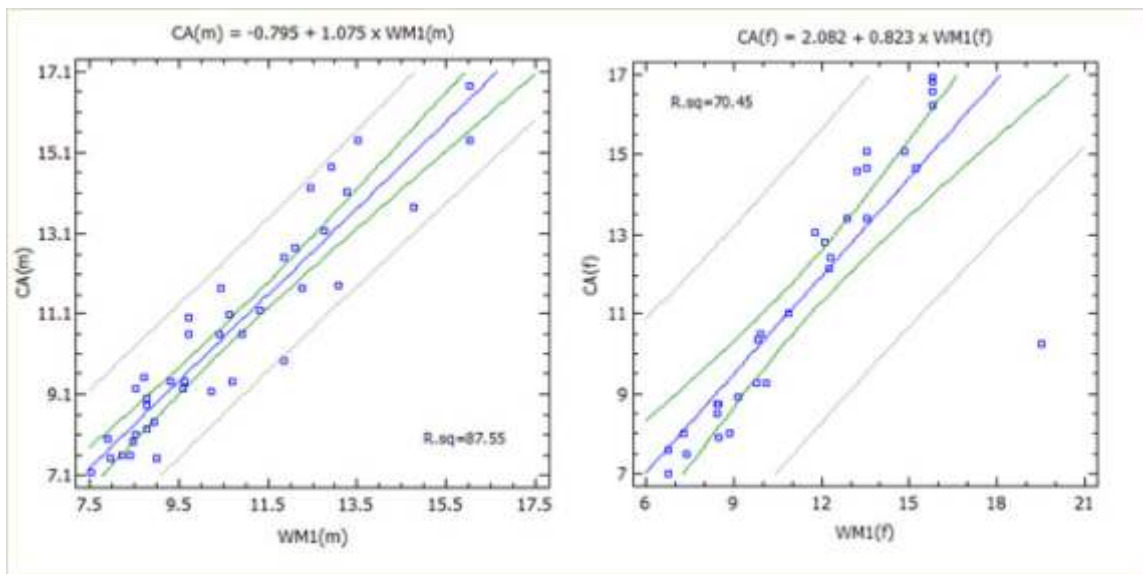 CA(m) = -0.795 + 1.075 x WM1(m)
17.1
15.1
13.1
11.1
9.1
7.1
CA(m)
R.sq=87.55
7.5 9.5 11.5 13.5 15.5 17.5
WM1(m)
CA(f) = 2.082 + 0.823 x WM1(f)
17
15
13
11
9
7
CA(f)
R.sq=70.45
6 9 12 15 18 21
WM1(f)